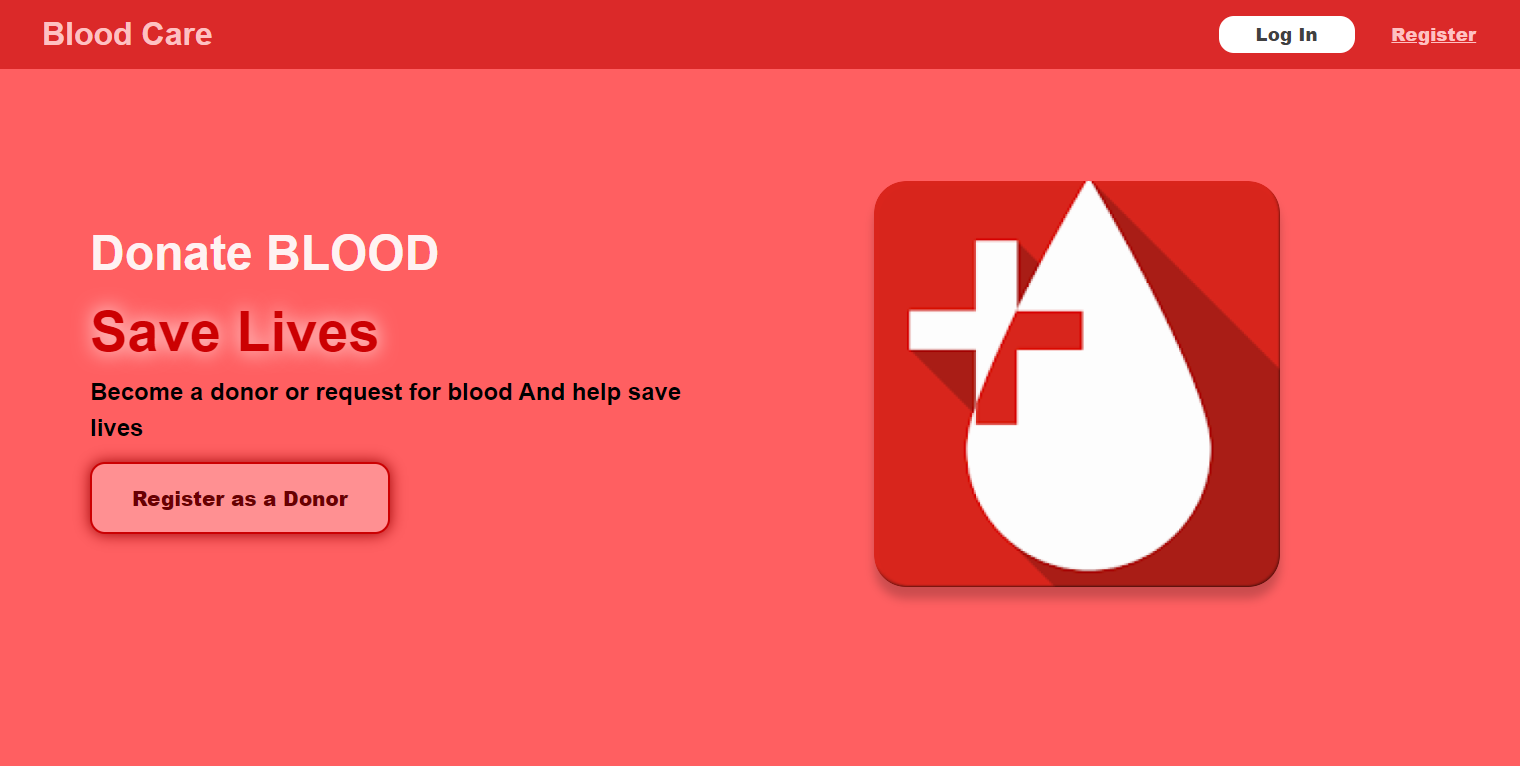 Blood Care
Log In
Register
Donate BLOOD
Save Lives
Become a donor or request for blood And help save
lives
Register as a Donor